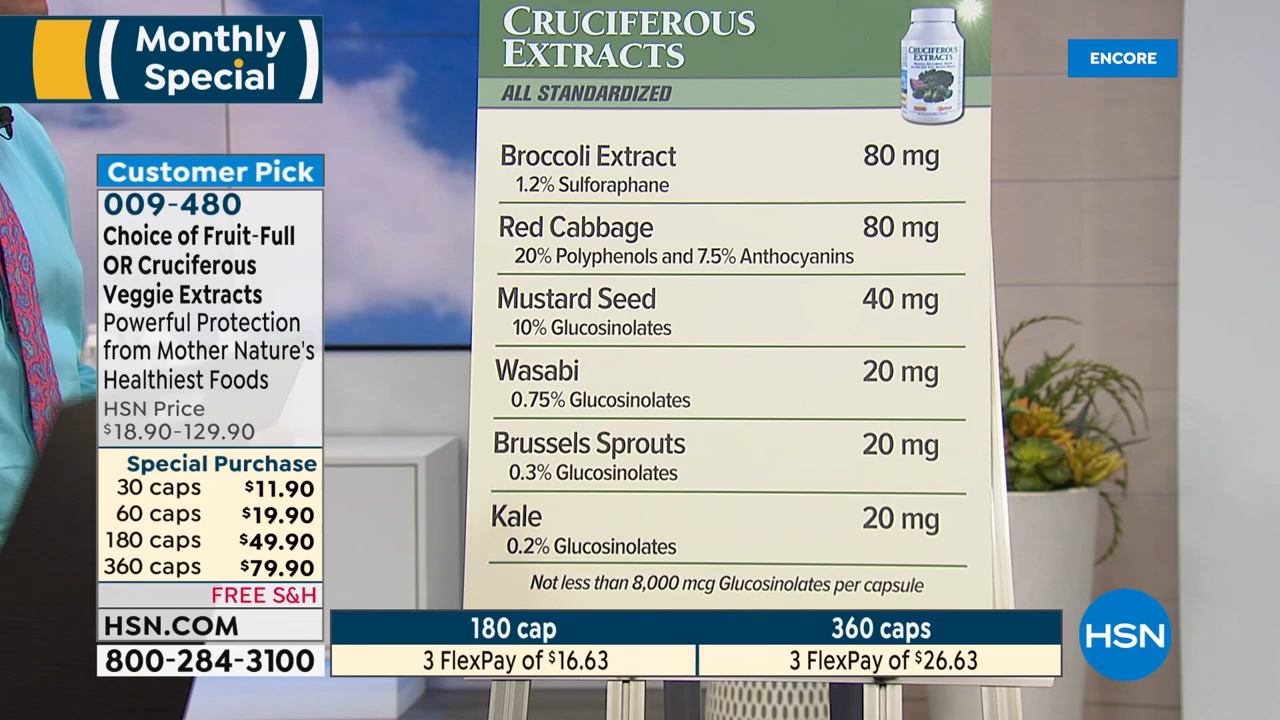 ( Monthly
Special )
Customer Pick
009-480
Choice of Fruit-Full
OR Cruciferous
Veggie Extracts
Powerful Protection
from Mother Nature's
Healthiest Foods
HSN Price
$18.90-129.90
Special Purchase
30 caps $11.90
60 caps $19.90
180 caps $49.90
360 caps $79.90
FREE S&H
HSN.COM
800-284-3100
CRUCIFEROUS
EXTRACTS
ALL STANDARDIZED
CRUCIFEROUS
EXTRACTS
Broccoli Extract 80 mg
1.2% Sulforaphane
Red Cabbage 80 mg
20% Polyphenols and 7.5% Anthocyanins
Mustard Seed 40 mg
10% Glucosinolates
Wasabi 20 mg
0.75% Glucosinolates
Brussels Sprouts 20 mg
0.3% Glucosinolates
Kale 20 mg
0.2% Glucosinolates
Not less than 8,000 mcg Glucosinolates per capsule
180 cap 360 caps
3 FlexPay of $16.63 3 FlexPay of $26.63
ENCORE
HSN